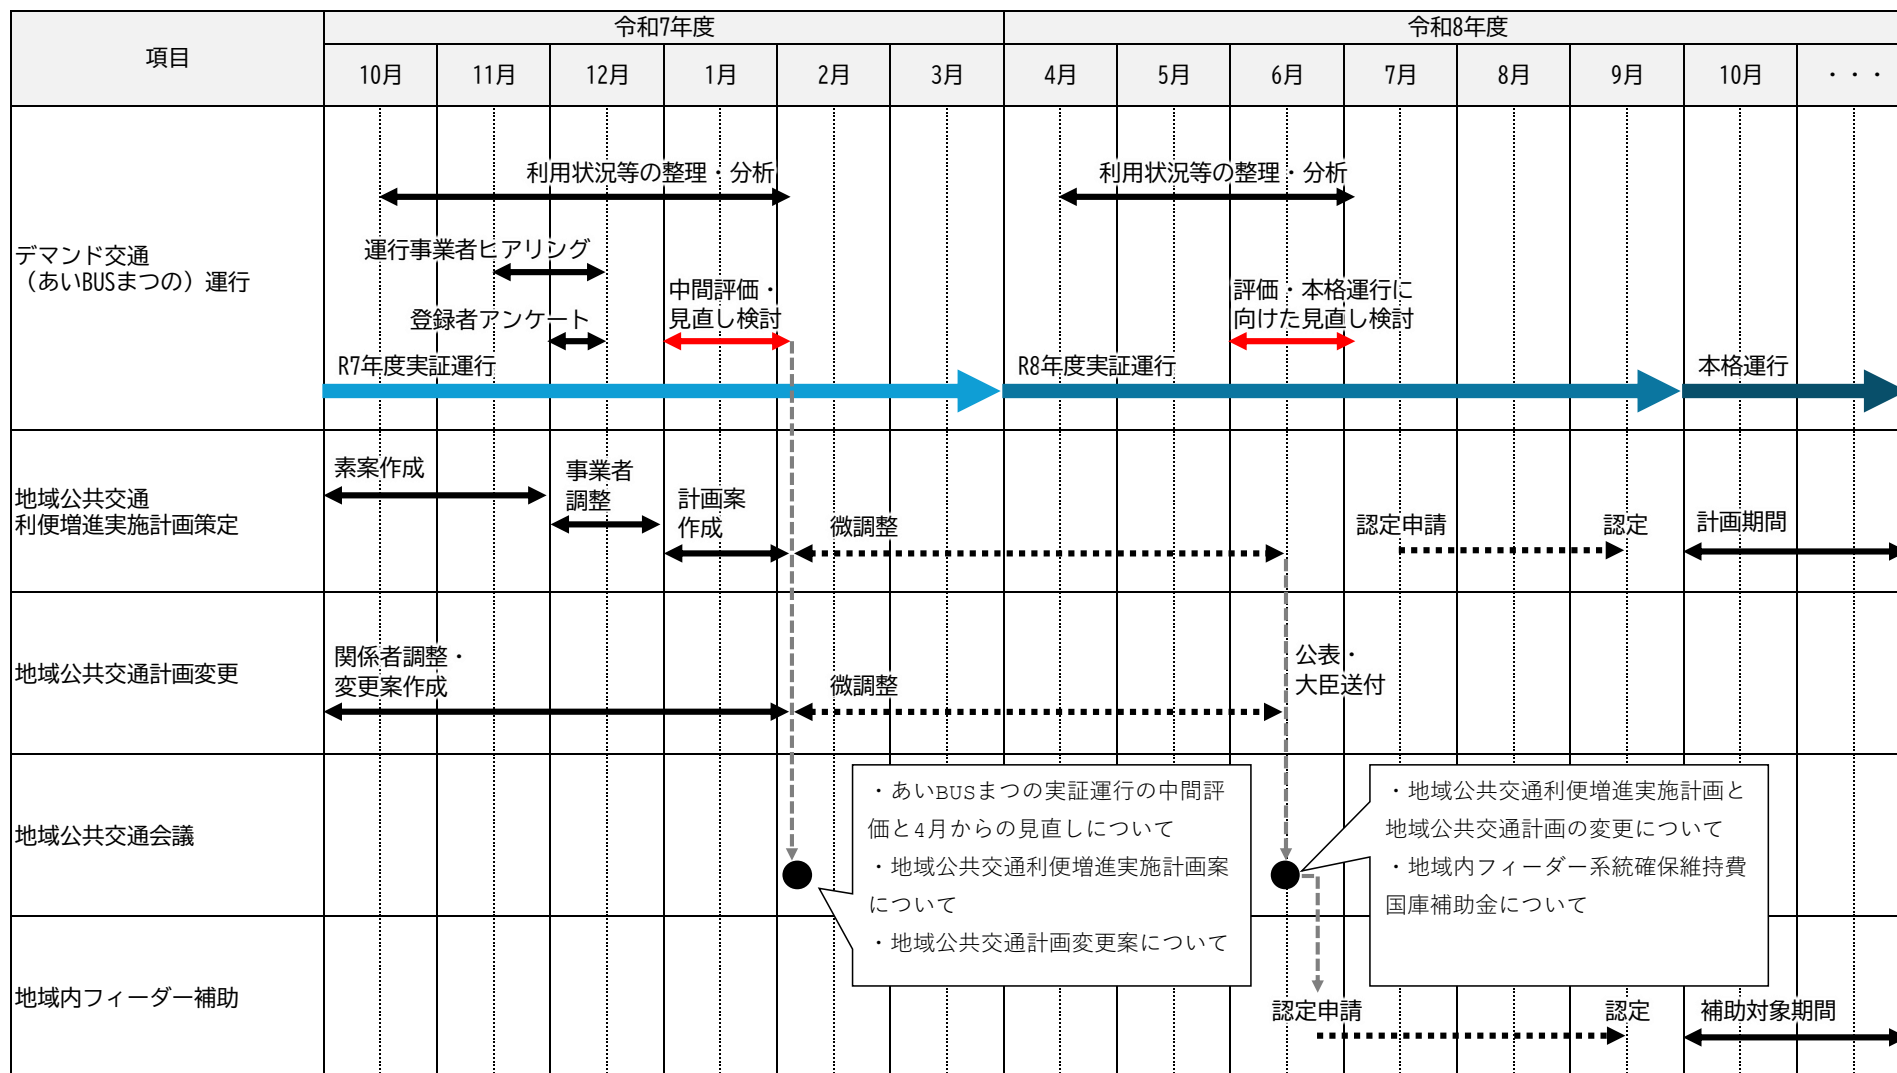 項目
令和7年度
令和8年度
10月
11月
12月
1月
2月
3月
4月
5月
6月
7月
8月
9月
10月
・・・
デマンド交通
（あいBUSまつの）運行
利用状況等の整理・分析
利用状況等の整理・分析
運行事業者ヒアリング
登録者アンケート
中間評価・
見直し検討
評価・本格運行に
向けた見直し検討
R7年度実証運行
R8年度実証運行
本格運行
地域公共交通
利便増進実施計画策定
素案作成
事業者
調整
計画案
作成
微調整
認定申請
認定
計画期間
地域公共交通計画変更
関係者調整・
変更案作成
微調整
公表・
大臣送付
地域公共交通会議
・あいBUSまつの実証運行の中間評
価と4月からの見直しについて
・地域公共交通利便増進実施計画案
について
・地域公共交通計画変更案について
・地域公共交通利便増進実施計画と
地域公共交通計画の変更について
・地域内フィーダー系統確保維持費
国庫補助金について
地域内フィーダー補助
認定申請
認定
補助対象期間